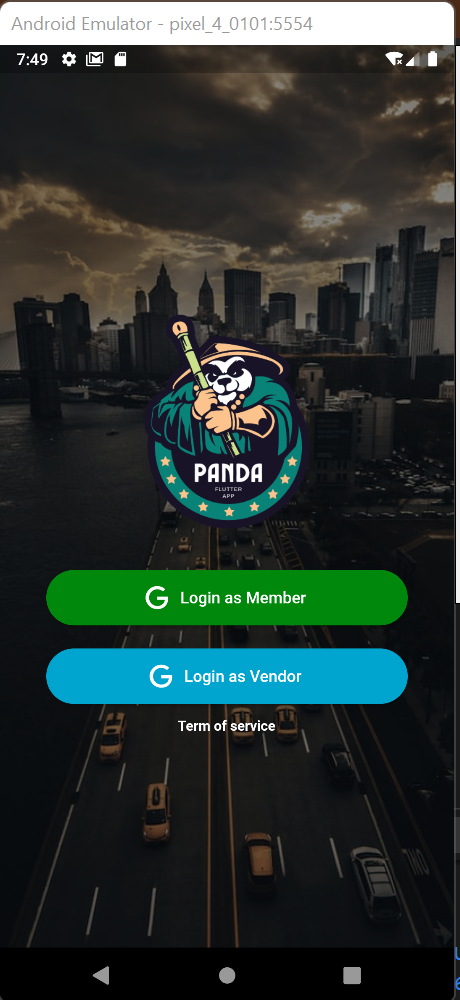 Android Emulator - pixel_4_0101:5554
7:49
PANDA
FLUTTER
APP
Login as Member
Login as Vendor
Term of service